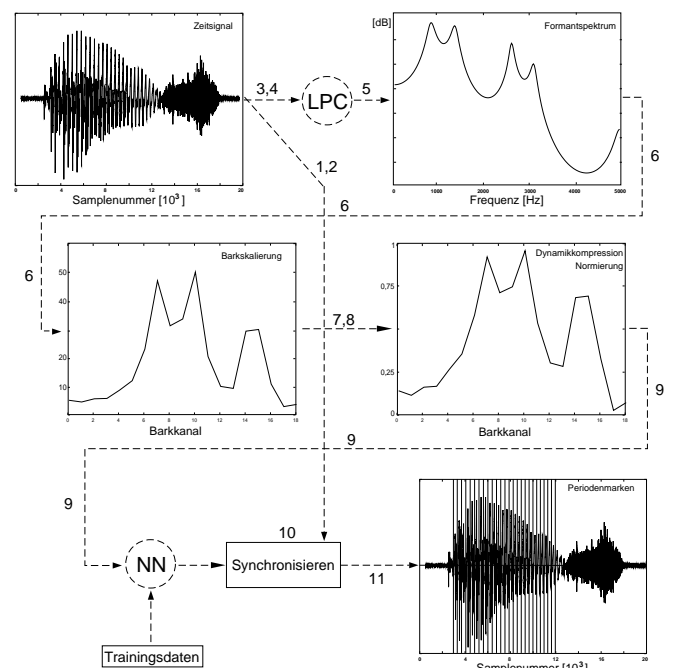 Zeitsignal
0 4 8 12 16 20
Samplenummer [10³]
3,4
LPC
5
[dB]
Formantspektrum
0 1000 2000 3000 4000 5000
Frequenz [Hz]
1,2
6
6
6
Barkskalierung
50
40
30
20
10
0 2 4 6 8 10 12 14 16 18
Barkkanal
7,8
Dynamikkompression
Normierung
1
0,75
0,25
0
0 2 4 6 8 10 12 14 16 18
Barkkanal
9
9
9
NN
10
Synchronisieren
11
Trainingsdaten
Periodenmarken
0 4 8 12 16 20
Samplenummer [10³]